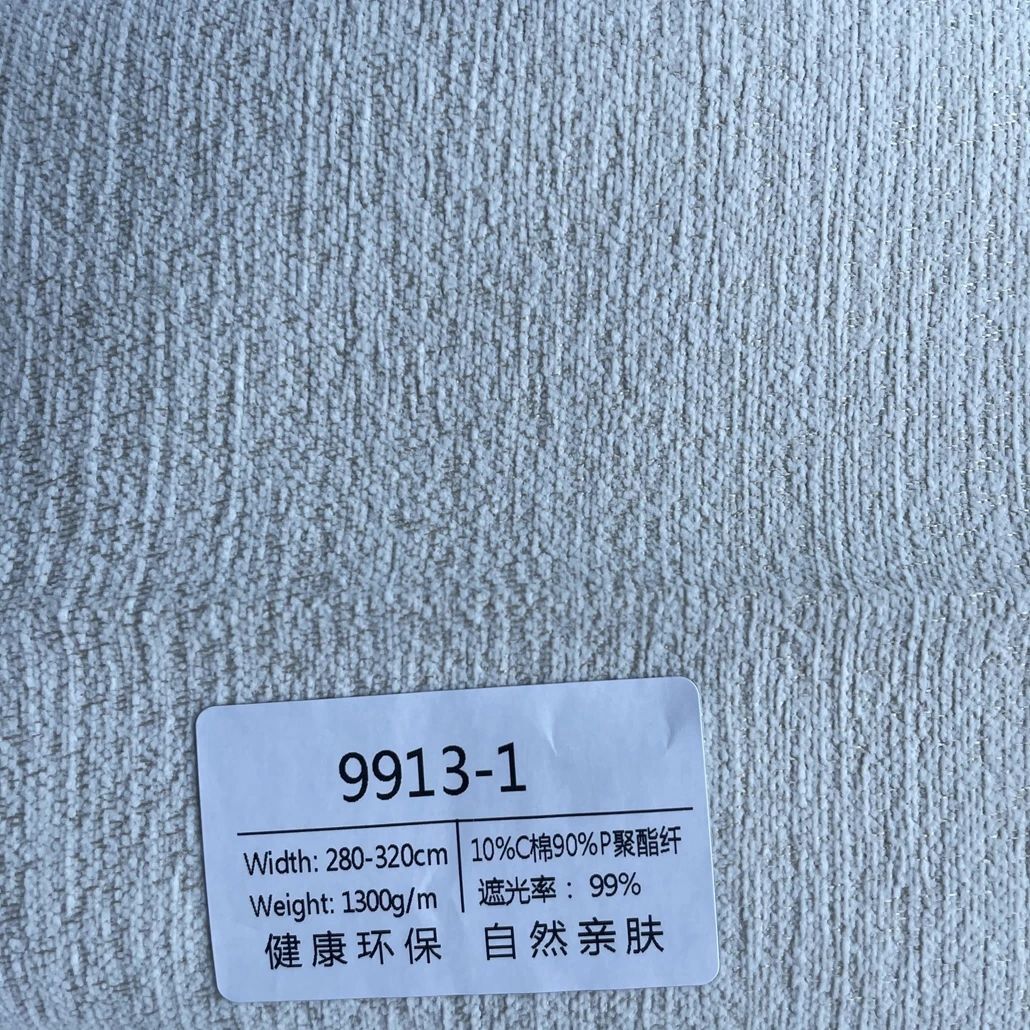 9913-1
Width: 280-320cm
Weight: 1300g/m
10%C棉90%P聚酯纤
遮光率： 99%
健康环保 自然亲肤